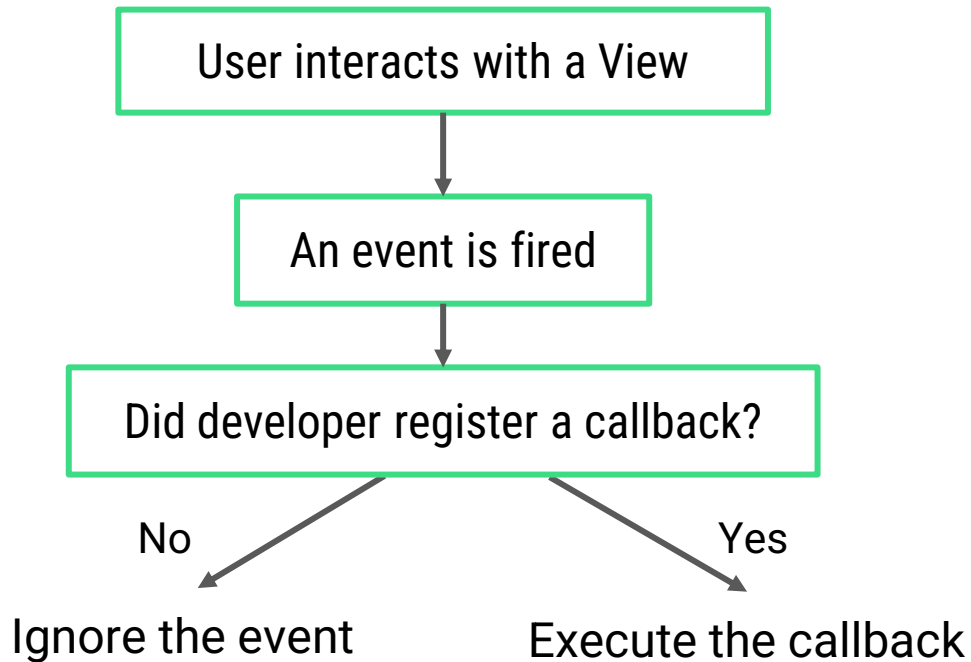 User interacts with a View
An event is fired
Did developer register a callback?
No
Yes
Ignore the event
Execute the callback